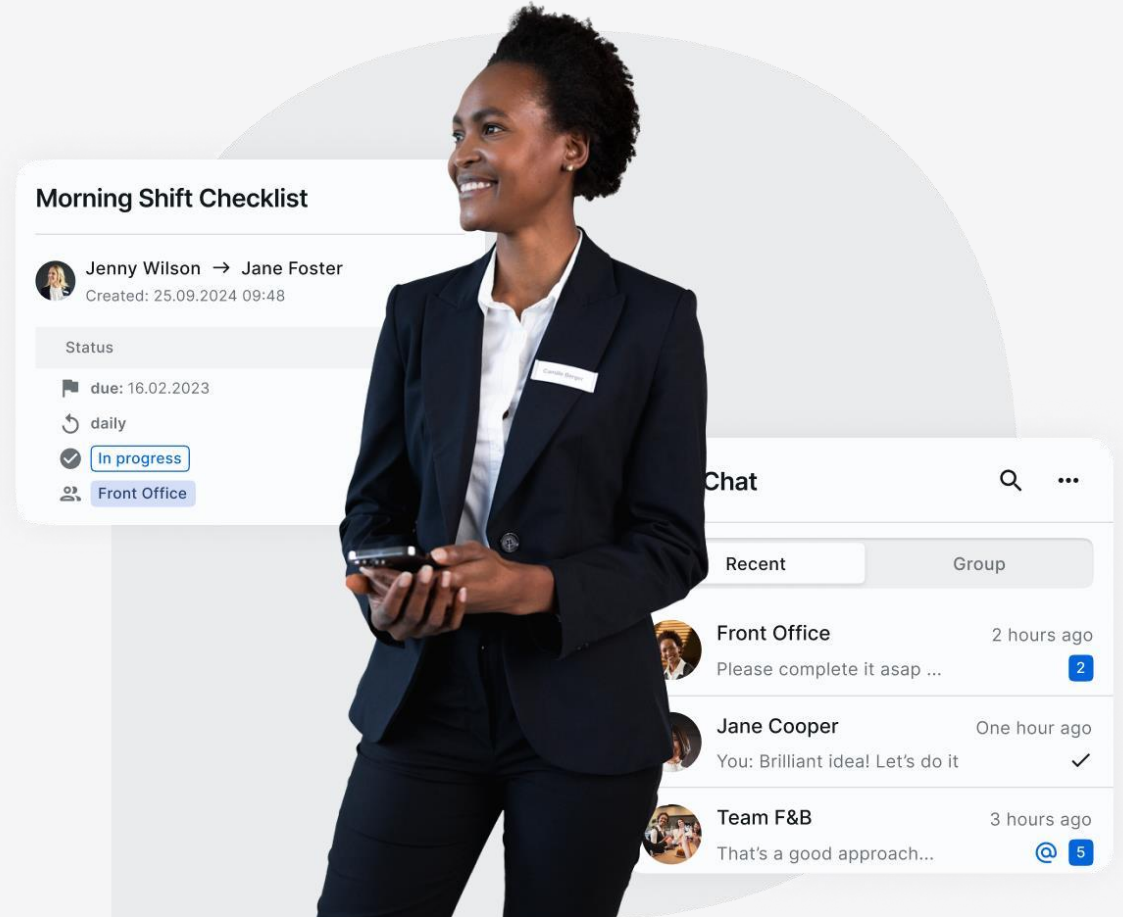 Morning Shift Checklist
Jenny Wilson → Jane Foster
Created: 25.09.2024 09:48
Status
due: 16.02.2023
daily
In progress
Front Office
Chat
Recent
Group
Front Office
2 hours ago
Please complete it asap ...
2
Jane Cooper
One hour ago
You: Brilliant idea! Let's do it
Team F&B
3 hours ago
That's a good approach...
@ 5